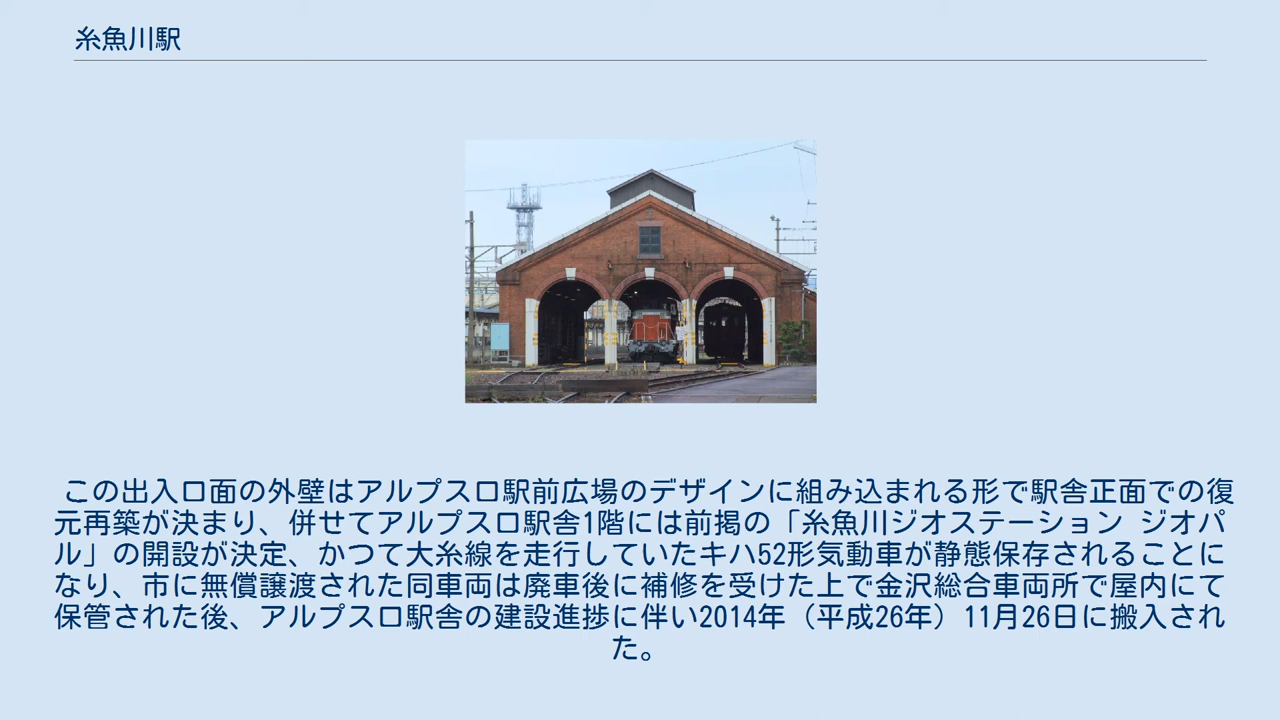 糸魚川駅
この出入口面の外壁はアルプス口駅前広場のデザインに組み込まれる形で駅舎正面での復
元再築が決まり、併せてアルプス口駅舎1階には前掲の「糸魚川ジオステーション ジオパ
ル」の開設が決定、かつて大糸線を走行していたキハ52形気動車が静態保存されることに
なり、市に無償譲渡された同車両は廃車後に補修を受けた上で金沢総合車両所で屋内にて
保管された後、アルプス口駅舎の建設進捗に伴い2014年（平成26年）11月26日に搬入され
た。